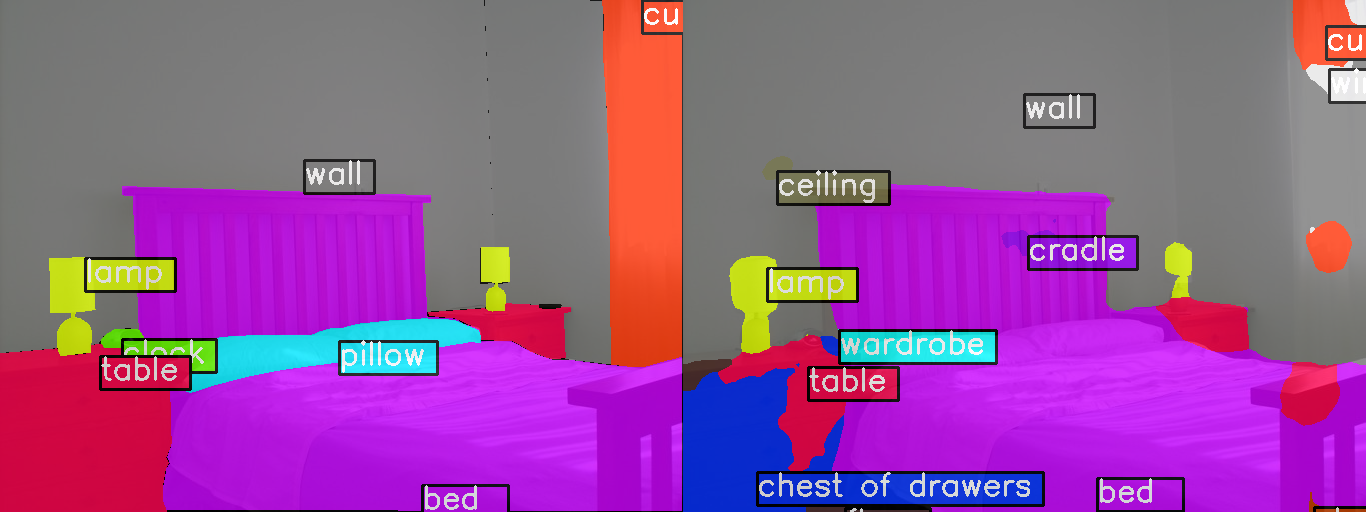 cu
wall
lamp
clock
table
pillow
bed
cu
wall
ceiling
cradle
lamp
wardrobe
table
chest of drawers
bed